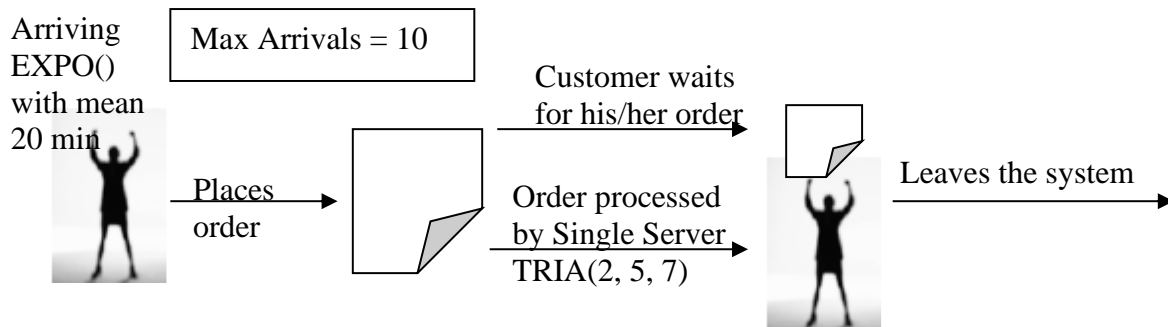 Arriving
EXPO()
with mean
20 min
Max Arrivals = 10
Places
order
Customer waits
for his/her order
Order processed
by Single Server
TRIA(2, 5, 7)
Leaves the system